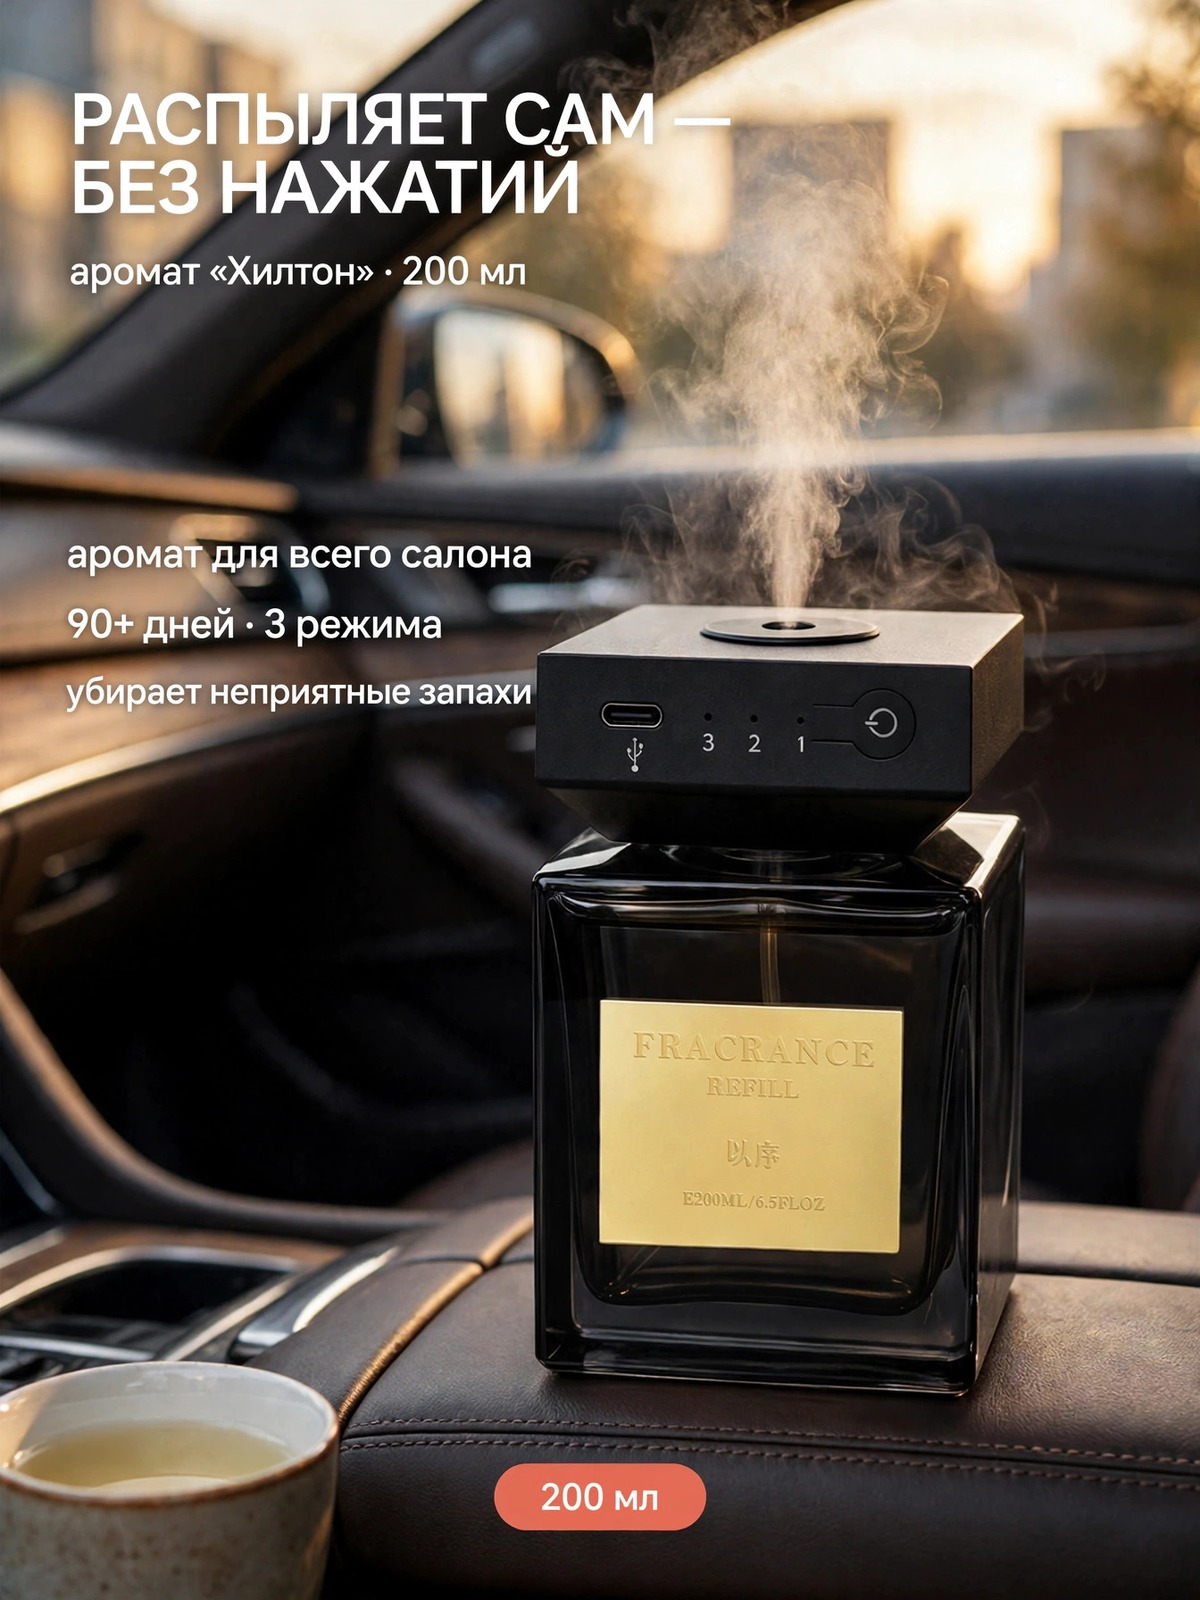 РАСПЫЛЯЕТ САМ —
БЕЗ НАЖАТИЙ
аромат «Хилтон» · 200 мл
аромат для всего салона
90+ дней · 3 режима
убирает неприятные запахи
3 2 1
FRAGRANCE
REFILL
以序
E200ML/6.5FLOZ
200 мл